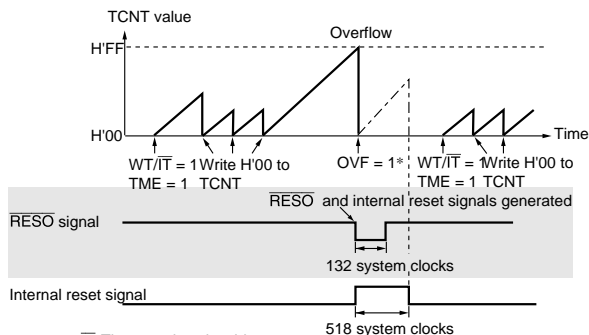 TCNT value
Overflow
H'FF
H'00
Time
WT/IT = 1 Write H'00 to
TME = 1 TCNT
OVF = 1*
WT/IT = 1 Write H'00 to
TME = 1 TCNT
RESO and internal reset signals generated
RESO signal
132 system clocks
Internal reset signal
518 system clocks